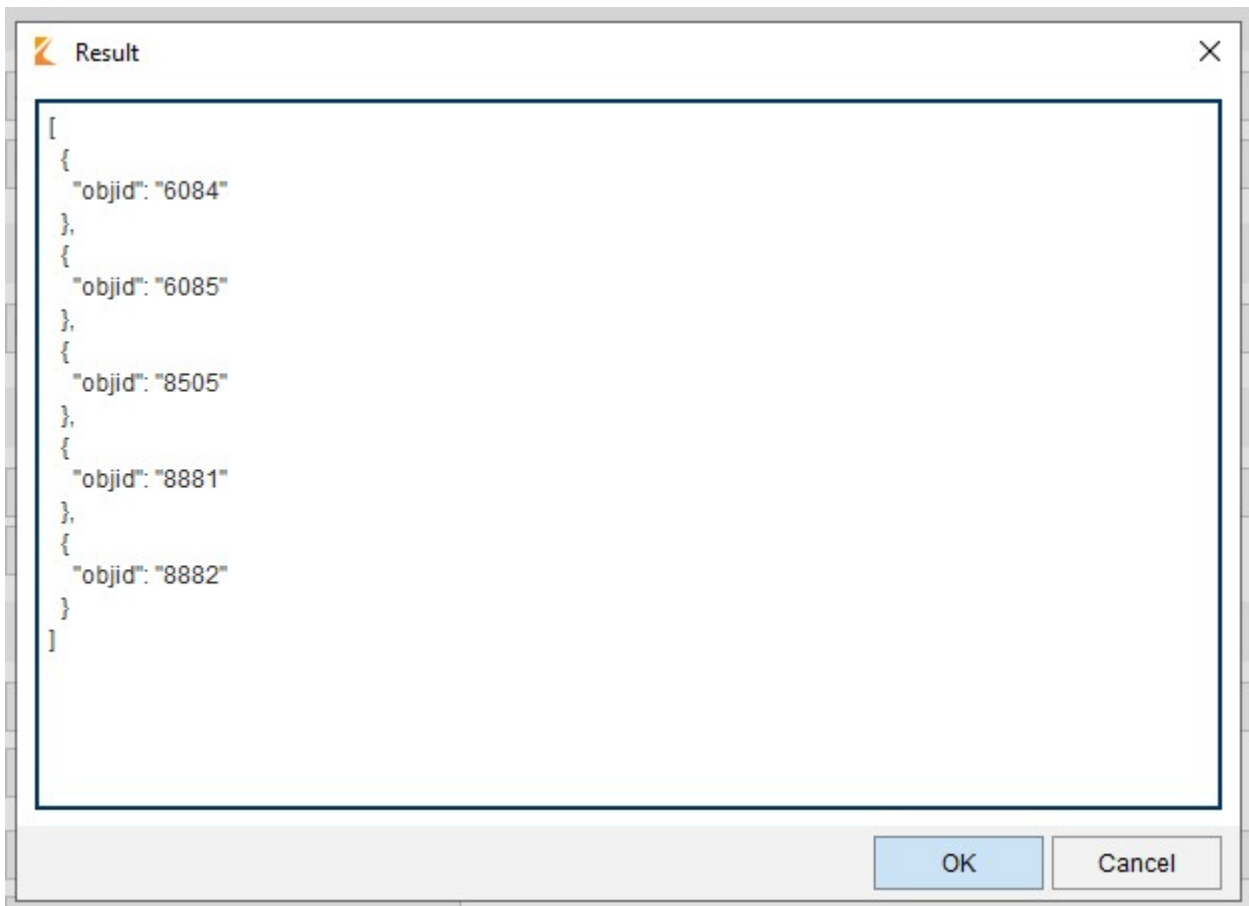 Result
[
{
"objid": "6084"
},
{
"objid": "6085"
},
{
"objid": "8505"
},
{
"objid": "8881"
},
{
"objid": "8882"
}
]
OK
Cancel